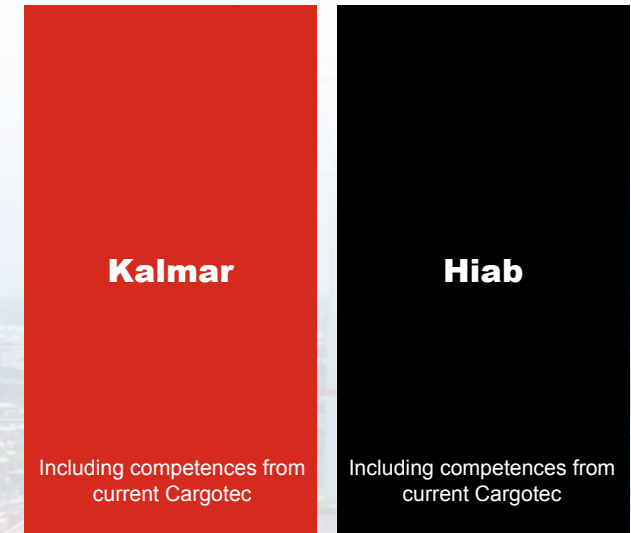 Kalmar
Including competences from
current Cargotec
Hiab
Including competences from
current Cargotec